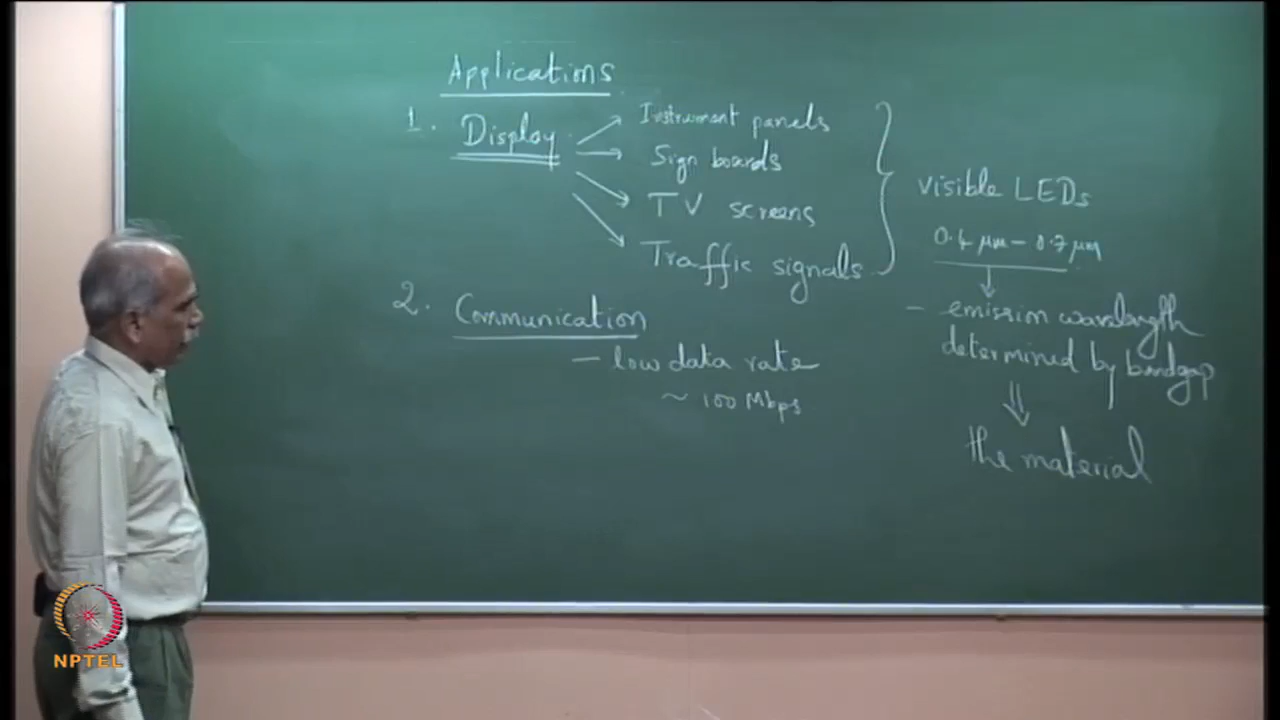 Applications
1. Display
Instrument panels
Sign boards
TV screens
Traffic signals
visible LEDs
0.4 μm – 0.7 μm
– emission wavelength
determined by bandgap
the material
2. Communication
– low data rate
~ 100 Mbps
NPTEL